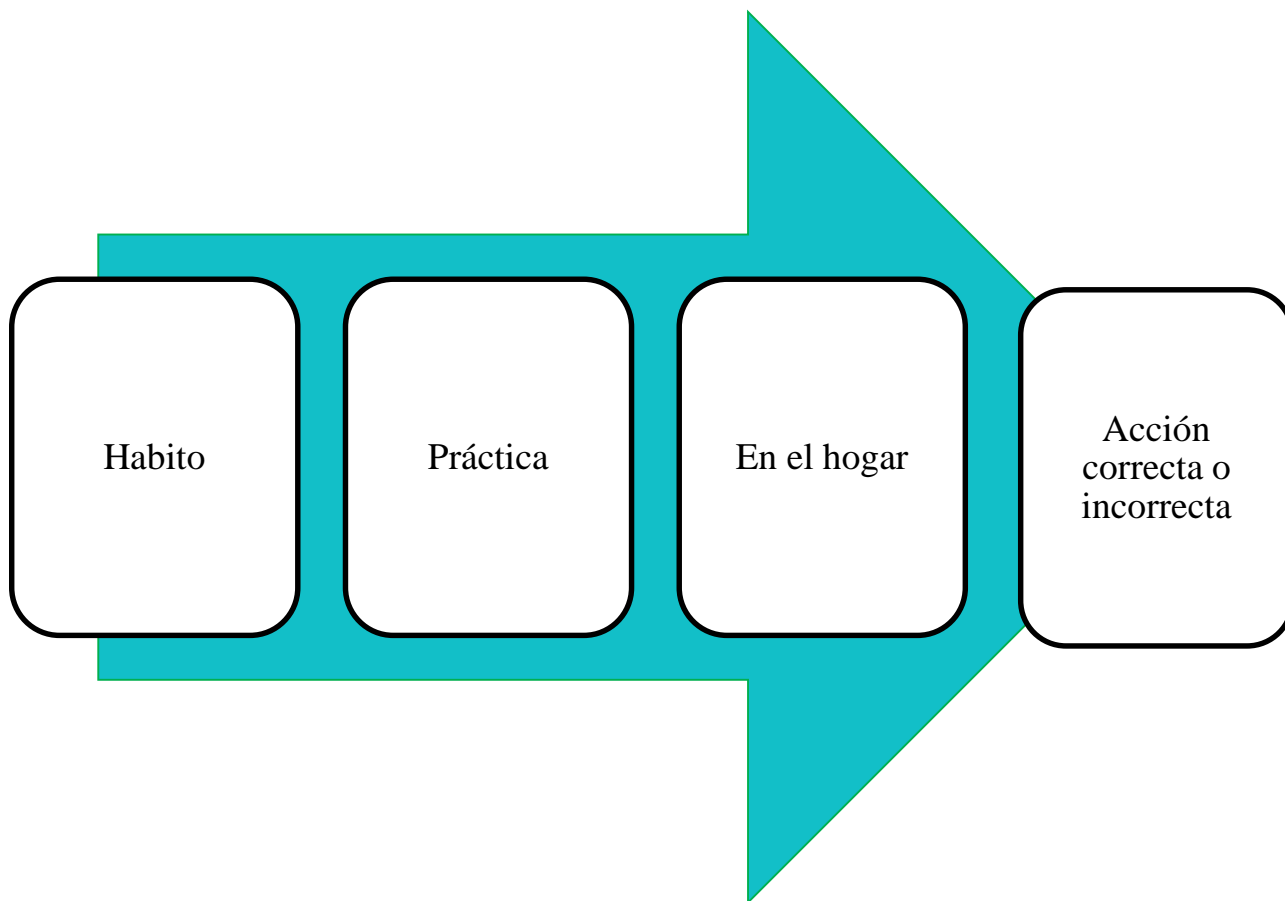 Habito
Práctica
En el hogar
Acción
correcta o
incorrecta